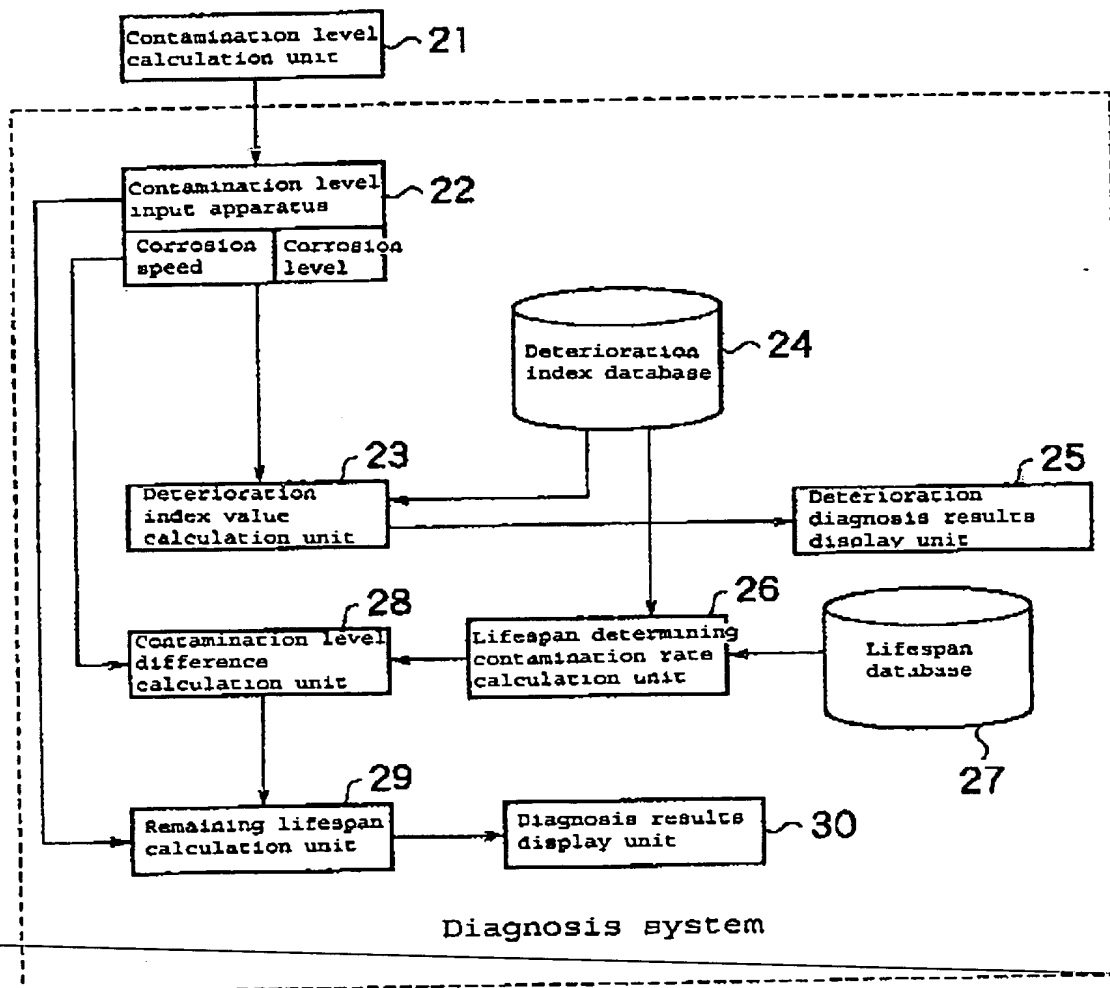 Contamination level
calculation unit
21
Contamination level
input apparatus
22
Corrosion
speed
Corrosion
level
Deterioration
index database
24
23
Deterioration
index value
calculation unit
25
Deterioration
diagnosis results
display unit
28
Contamination level
difference
calculation unit
26
Lifespan determining
contamination rate
calculation unit
Lifespan
database
27
29
Remaining lifespan
calculation unit
Diagnosis results
display unit
30
Diagnosis system